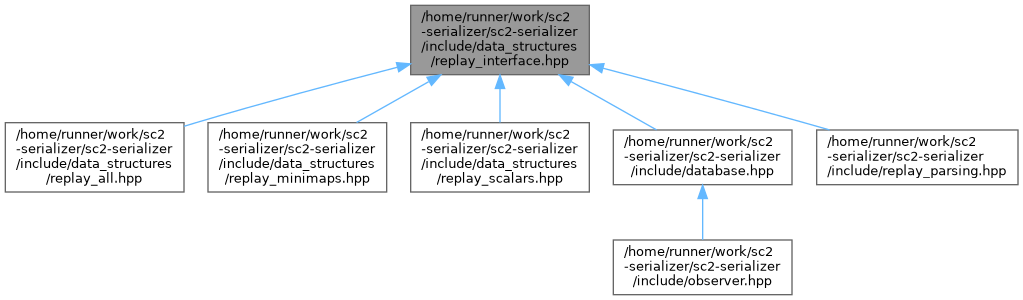 /home/runner/work/sc2
-serializer/sc2-serializer
/include/data_structures
/replay_interface.hpp
/home/runner/work/sc2
-serializer/sc2-serializer
/include/data_structures
/replay_all.hpp
/home/runner/work/sc2
-serializer/sc2-serializer
/include/data_structures
/replay_minimaps.hpp
/home/runner/work/sc2
-serializer/sc2-serializer
/include/data_structures
/replay_scalars.hpp
/home/runner/work/sc2
-serializer/sc2-serializer
/include/database.hpp
/home/runner/work/sc2
-serializer/sc2-serializer
/include/replay_parsing.hpp
/home/runner/work/sc2
-serializer/sc2-serializer
/include/observer.hpp